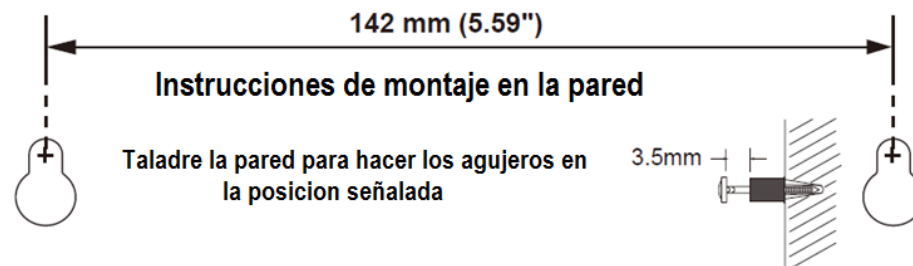 142 mm (5.59")
Instrucciones de montaje en la pared
Taladre la pared para hacer los agujeros en
la posicion señalada
3.5mm